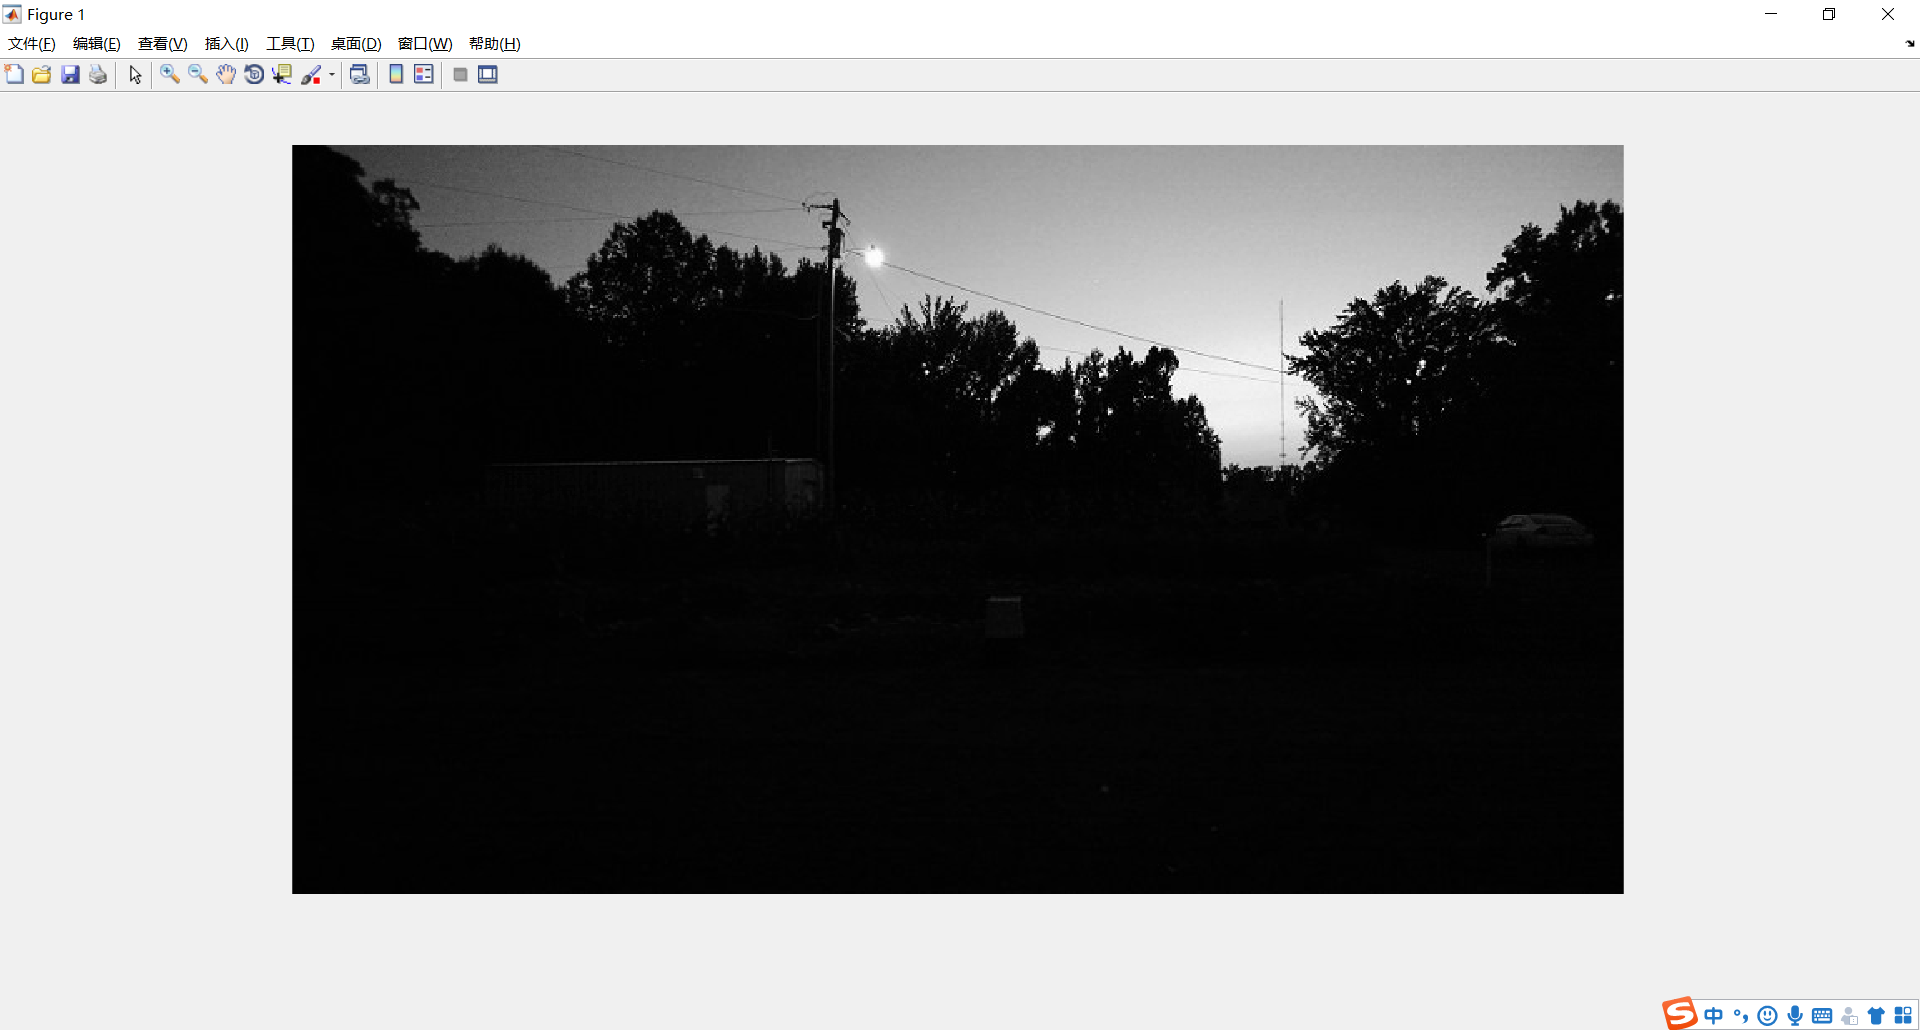 Figure 1
文件(F) 编辑(E) 查看(V) 插入(I) 工具(T) 桌面(D) 窗口(W) 帮助(H)
中